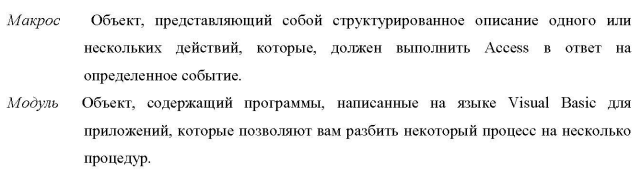 Макрос Объект, представляющий собой структурированное описание одного или
нескольких действий, которые, должен выполнить Access в ответ на
определенное событие.
Модуль Объект, содержащий программы, написанные на языке Visual Basic для
приложений, которые позволяют вам разбить некоторый процесс на несколько
процедур.